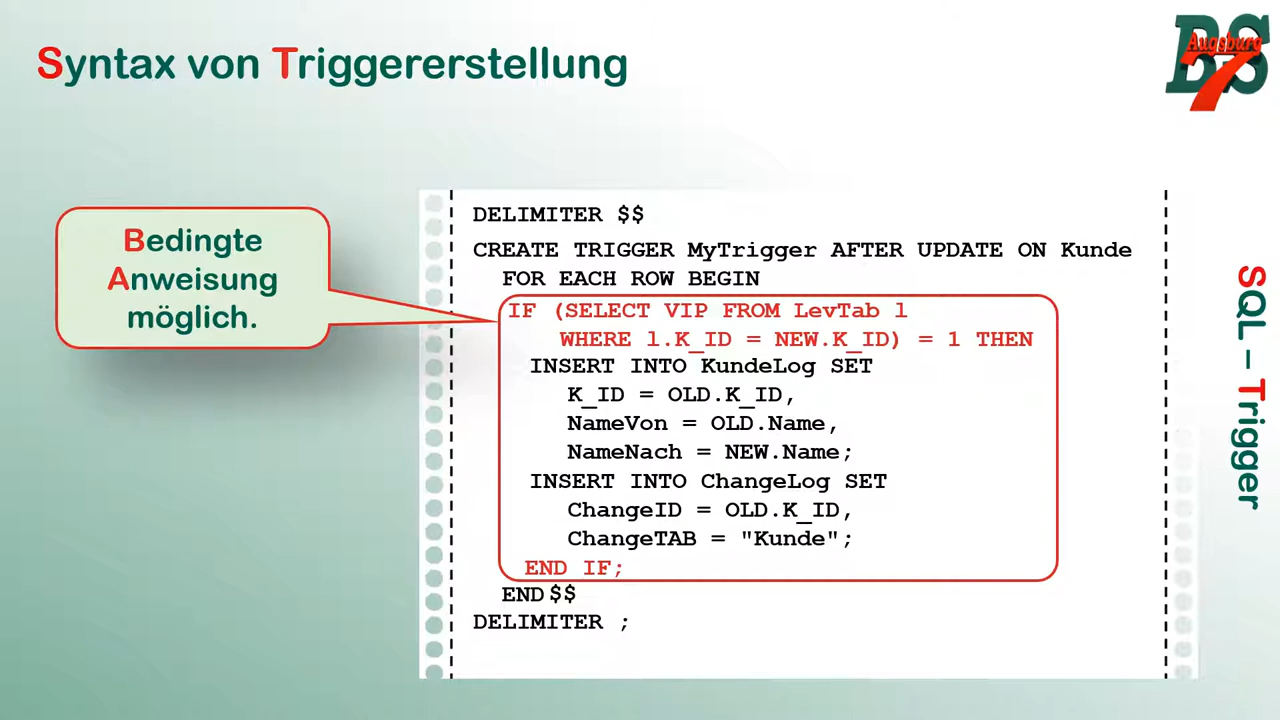 Syntax von Triggererstellung
BS
Augsburg
7
Bedingte
Anweisung
möglich.
DELIMITER $$
CREATE TRIGGER MyTrigger AFTER UPDATE ON Kunde
FOR EACH ROW BEGIN
IF (SELECT VIP FROM LevTab l
WHERE l.K_ID = NEW.K_ID) = 1 THEN
INSERT INTO KundeLog SET
K_ID = OLD.K_ID,
NameVon = OLD.Name,
NameNach = NEW.Name;
INSERT INTO ChangeLog SET
ChangeID = OLD.K_ID,
ChangeTAB = "Kunde";
END IF;
END$$
DELIMITER ;
SQL – Trigger